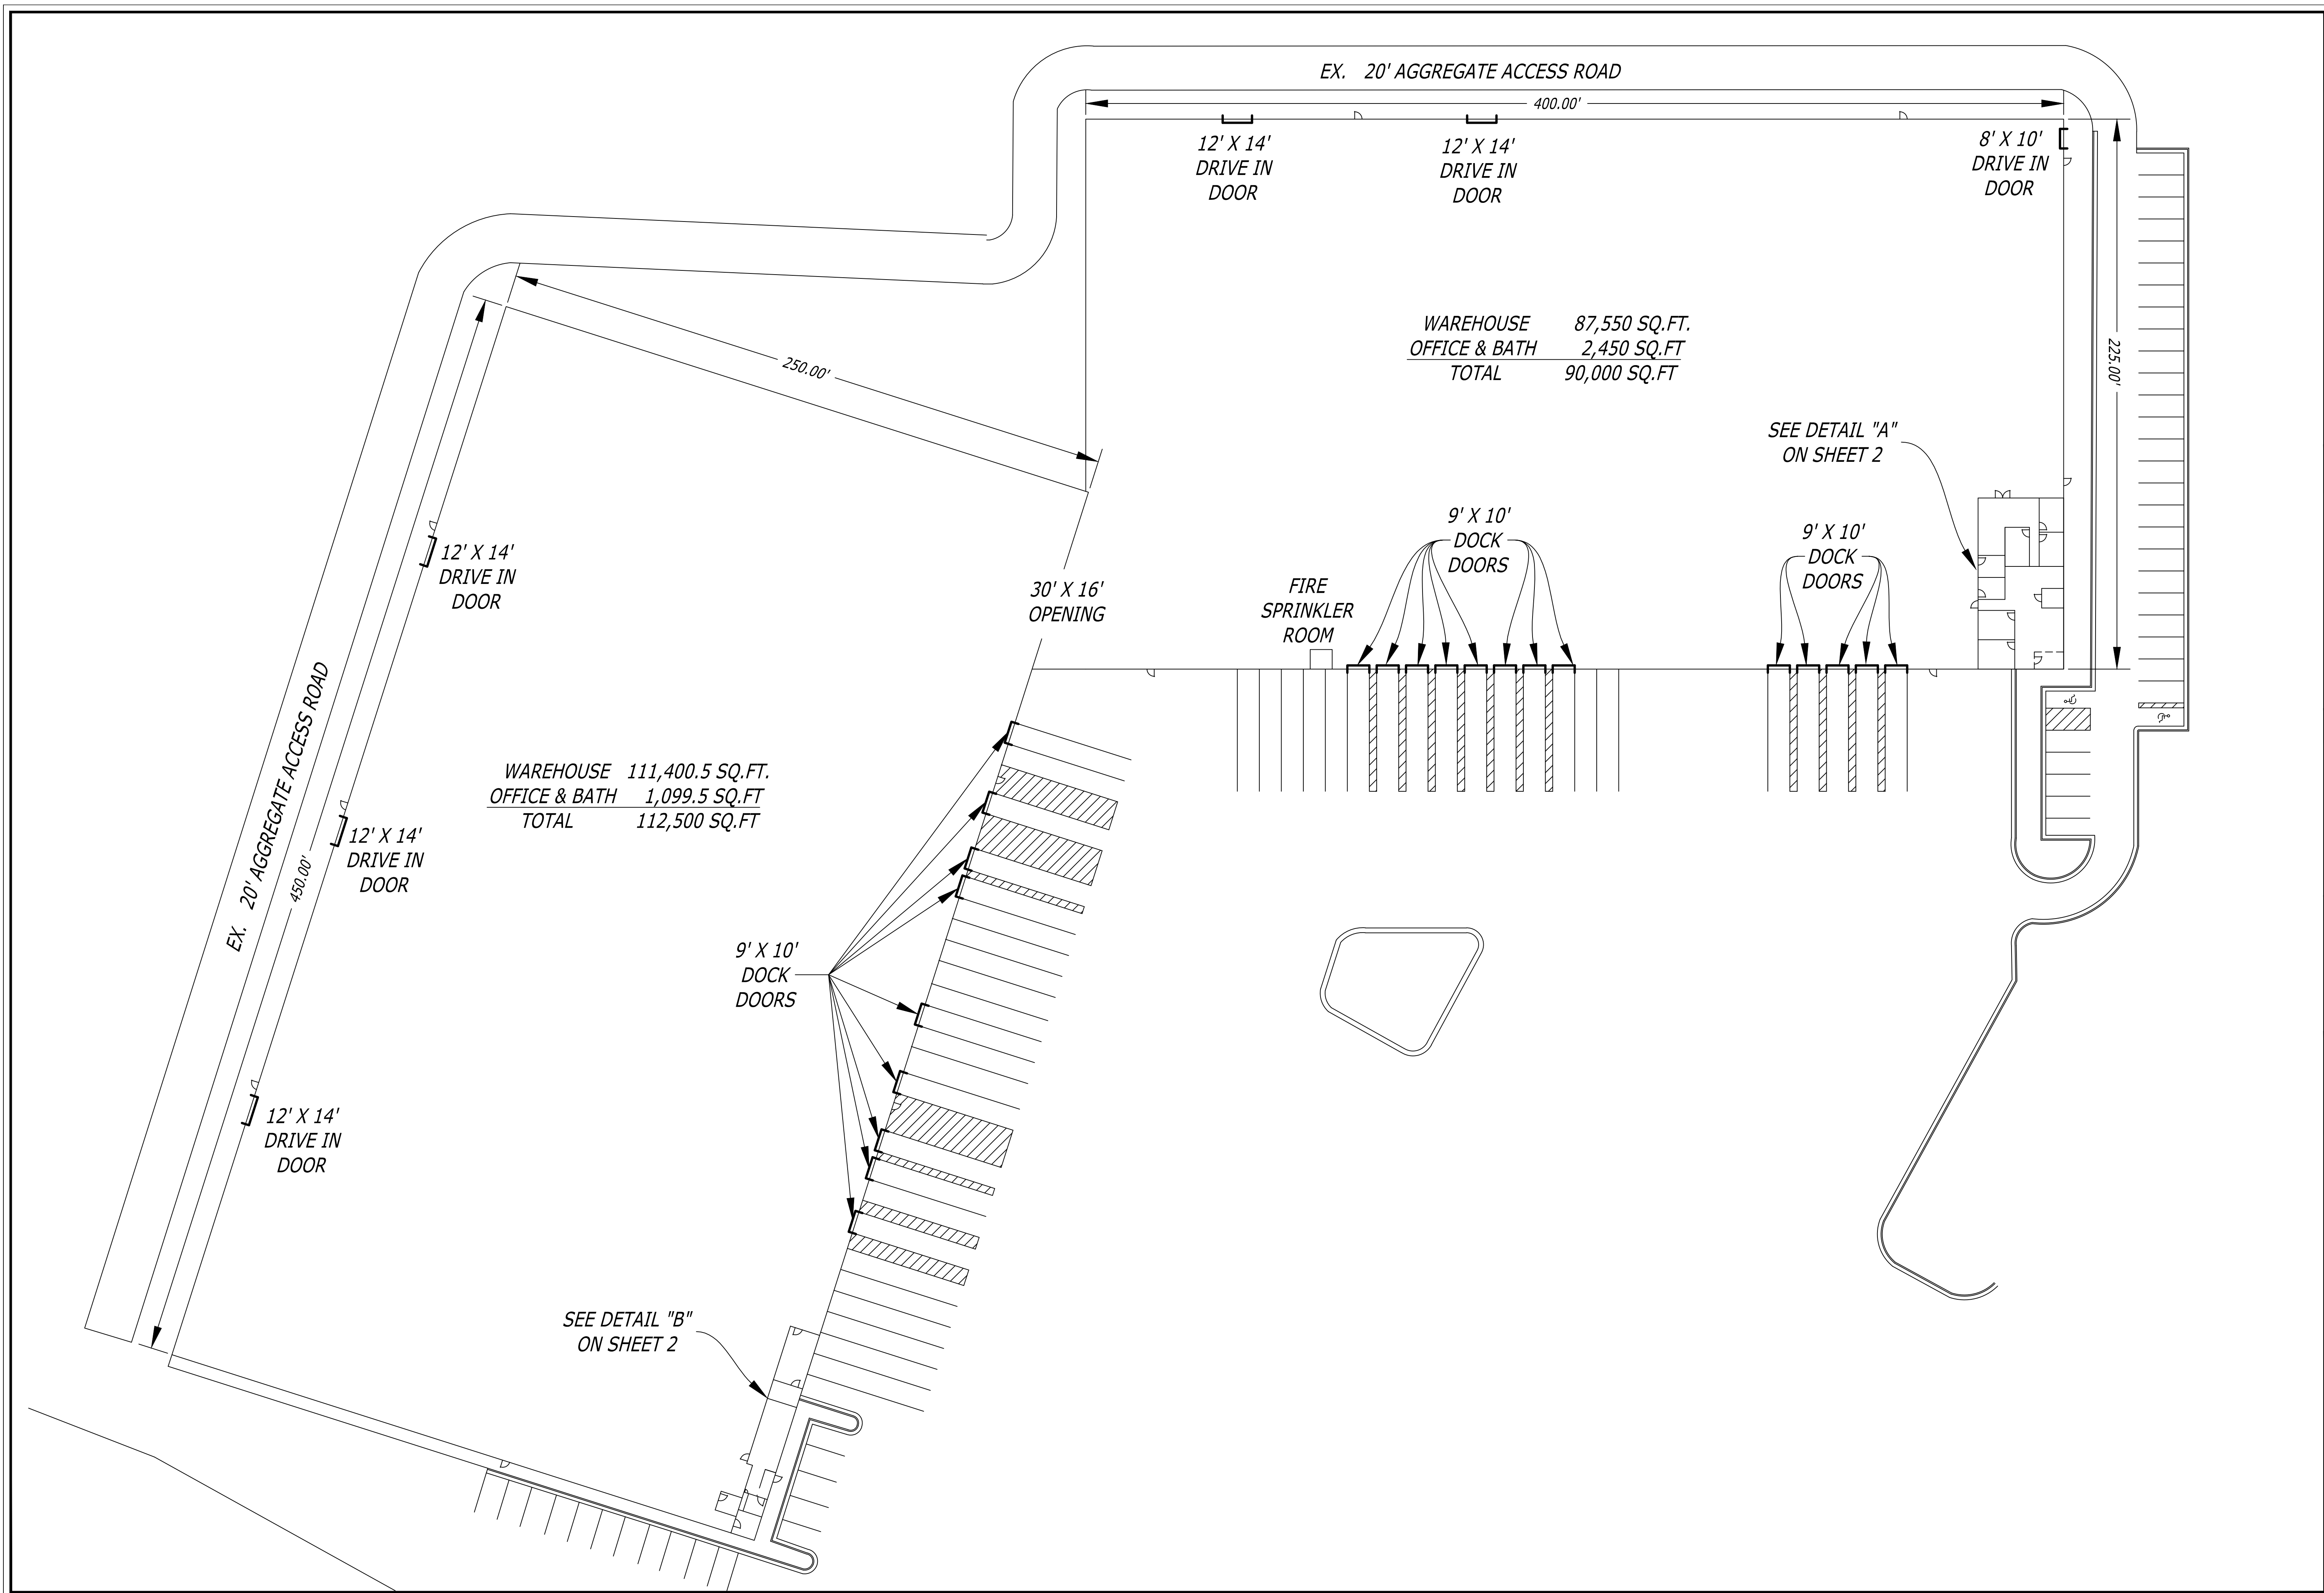 EX. 20' AGGREGATE ACCESS ROAD
400.00'
12' X 14'
DRIVE IN
DOOR
12' X 14'
DRIVE IN
DOOR
8' X 10'
DRIVE IN
DOOR
225.00'
WAREHOUSE 87,550 SQ.FT.
OFFICE & BATH 2,450 SQ.FT
TOTAL 90,000 SQ.FT
250.00'
SEE DETAIL "A"
ON SHEET 2
9' X 10'
DOCK
DOORS
9' X 10'
DOCK
DOORS
FIRE
SPRINKLER
ROOM
30' X 16'
OPENING
12' X 14'
DRIVE IN
DOOR
EX. 20' AGGREGATE ACCESS ROAD
450.00'
WAREHOUSE 111,400.5 SQ.FT.
OFFICE & BATH 1,099.5 SQ.FT
TOTAL 112,500 SQ.FT
12' X 14'
DRIVE IN
DOOR
9' X 10'
DOCK
DOORS
12' X 14'
DRIVE IN
DOOR
SEE DETAIL "B"
ON SHEET 2